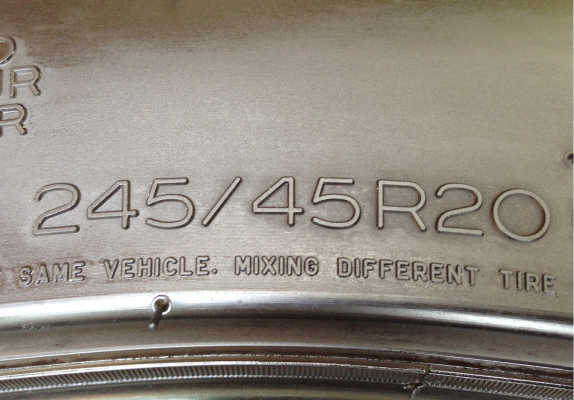 245/45R20
SAME VEHICLE. MIXING DIFFERENT TIRE